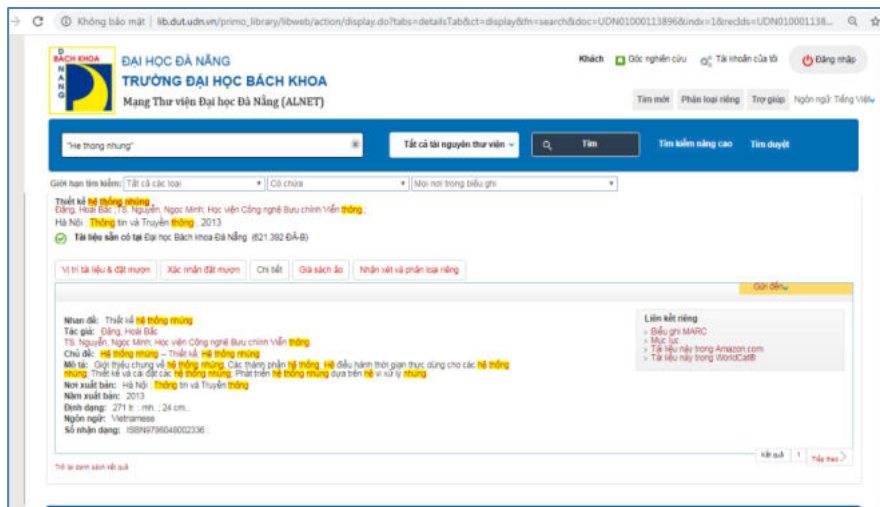 Không bảo mật | lib.dut.udn.vn/primo_library/libweb/action/display.do?tabs=detailsTab&ct=display&fn=search&doc=UDN01000113896&indx=1&recIds=UDN010001138...
BÁCH KHOA
ĐÀ NẴNG
ĐẠI HỌC ĐÀ NẴNG
TRƯỜNG ĐẠI HỌC BÁCH KHOA
Mạng Thư viện Đại học Đà Nẵng (ALNET)
Khách Góc nghiên cứu Tài khoản của tôi Đăng nhập
Tìm mới Phân loại riêng Trợ giúp Ngôn ngữ: Tiếng Việt
"He thong nhung" Tất cả tài nguyên thư viện Tìm Tìm kiếm nâng cao Tìm duyệt
Giới hạn tìm kiếm: Tất cả các loại Có chứa Mọi nơi trong biểu ghi
Thiết kế hệ thống nhúng
Đặng, Hoài Bắc ;TS. Nguyễn, Ngọc Minh; Học viện Công nghệ Bưu chính Viễn thông ;
Hà Nội : Thông tin và Truyền thông , 2013
Tài liệu sẵn có tại Đại học Bách khoa Đà Nẵng (621.392 ĐẶ-B)
Vị trí tài liệu & đặt mượn Xác nhận đặt mượn Chi tiết Giá sách ảo Nhận xét và phân loại riêng
Gửi đến
Nhan đề: Thiết kế hệ thống nhúng
Tác giả: Đặng, Hoài Bắc
TS. Nguyễn, Ngọc Minh; Học viện Công nghệ Bưu chính Viễn thông
Chủ đề: Hệ thống nhúng -- Thiết kế; Hệ thống nhúng
Mô tả: Giới thiệu chung về hệ thống nhúng; Các thành phần hệ thống; Hệ điều hành thời gian thực dùng cho các hệ thống
nhúng; Thiết kế và cài đặt các hệ thống nhúng; Phát triển hệ thống nhúng dựa trên hệ vi xử lý nhúng.
Nơi xuất bản: Hà Nội : Thông tin và Truyền thông
Năm xuất bản: 2013
Định dạng: 271 tr. : mh. ; 24 cm..
Ngôn ngữ: Vietnamese
Số nhận dạng: ISBN9786048002336 ;
Liên kết riêng
> Biểu ghi MARC
> Mục lục
> Tài liệu này trong Amazon.com
> Tài liệu này trong WorldCat®
Trở lại danh sách kết quả
Kết quả 1 Tiếp theo